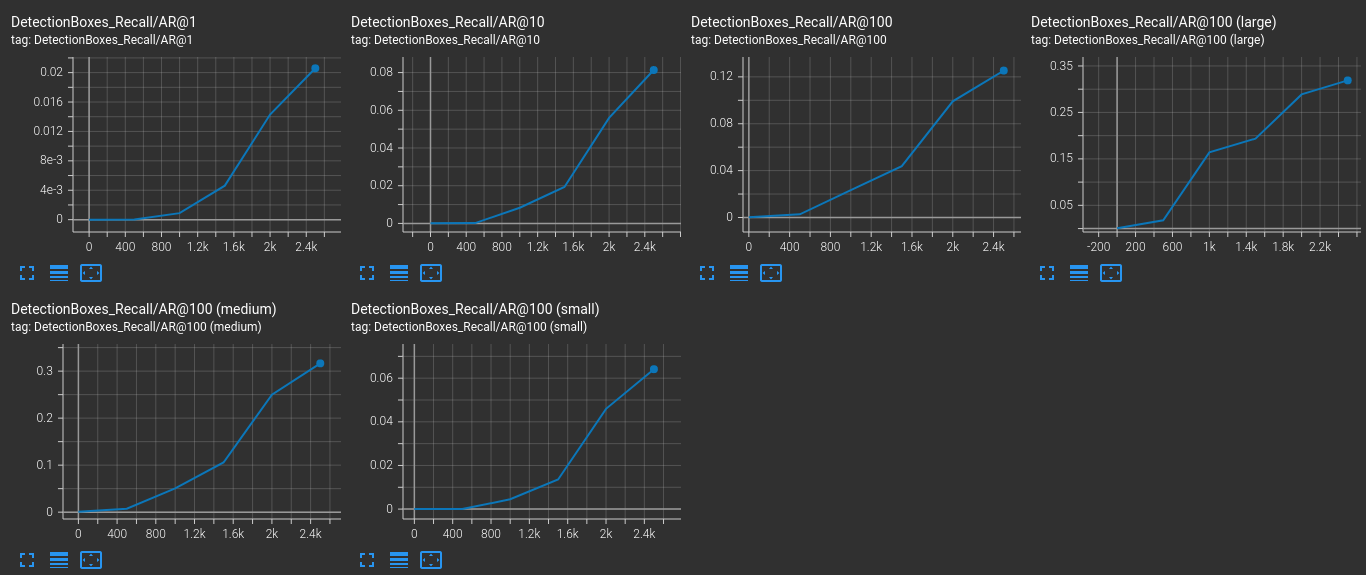 DetectionBoxes_Recall/AR@1
tag: DetectionBoxes_Recall/AR@1
0.02
0.016
0.012
8e-3
4e-3
0
0 400 800 1.2k 1.6k 2k 2.4k
DetectionBoxes_Recall/AR@10
tag: DetectionBoxes_Recall/AR@10
0.08
0.06
0.04
0.02
0
0 400 800 1.2k 1.6k 2k 2.4k
DetectionBoxes_Recall/AR@100
tag: DetectionBoxes_Recall/AR@100
0.12
0.08
0.04
0
0 400 800 1.2k 1.6k 2k 2.4k
DetectionBoxes_Recall/AR@100 (large)
tag: DetectionBoxes_Recall/AR@100 (large)
0.35
0.25
0.15
0.05
-200 200 600 1k 1.4k 1.8k 2.2k
DetectionBoxes_Recall/AR@100 (medium)
tag: DetectionBoxes_Recall/AR@100 (medium)
0.3
0.2
0.1
0
0 400 800 1.2k 1.6k 2k 2.4k
DetectionBoxes_Recall/AR@100 (small)
tag: DetectionBoxes_Recall/AR@100 (small)
0.06
0.04
0.02
0
0 400 800 1.2k 1.6k 2k 2.4k